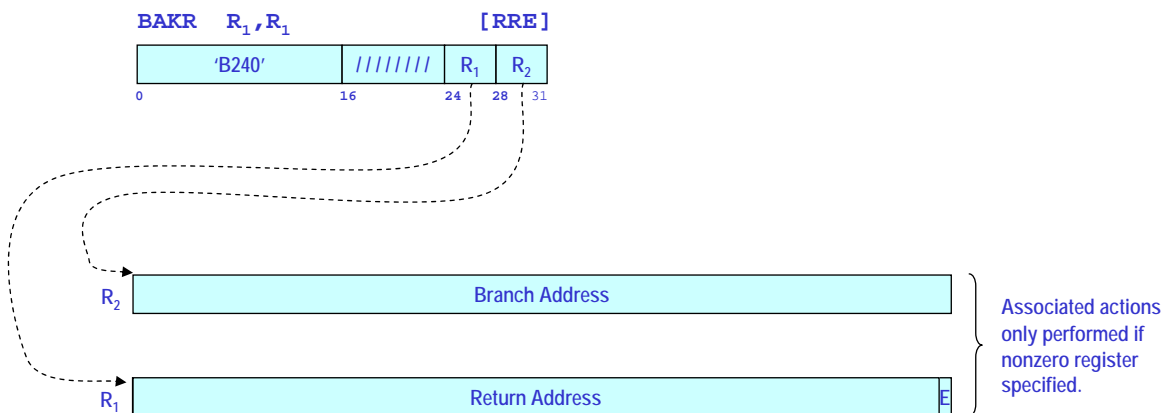 BAKR R1,R1 [RRE]
‘B240’ //////// R1 R2
0 16 24 28 31
R2 Branch Address
Associated actions
only performed if
nonzero register
specified.
R1 Return Address E